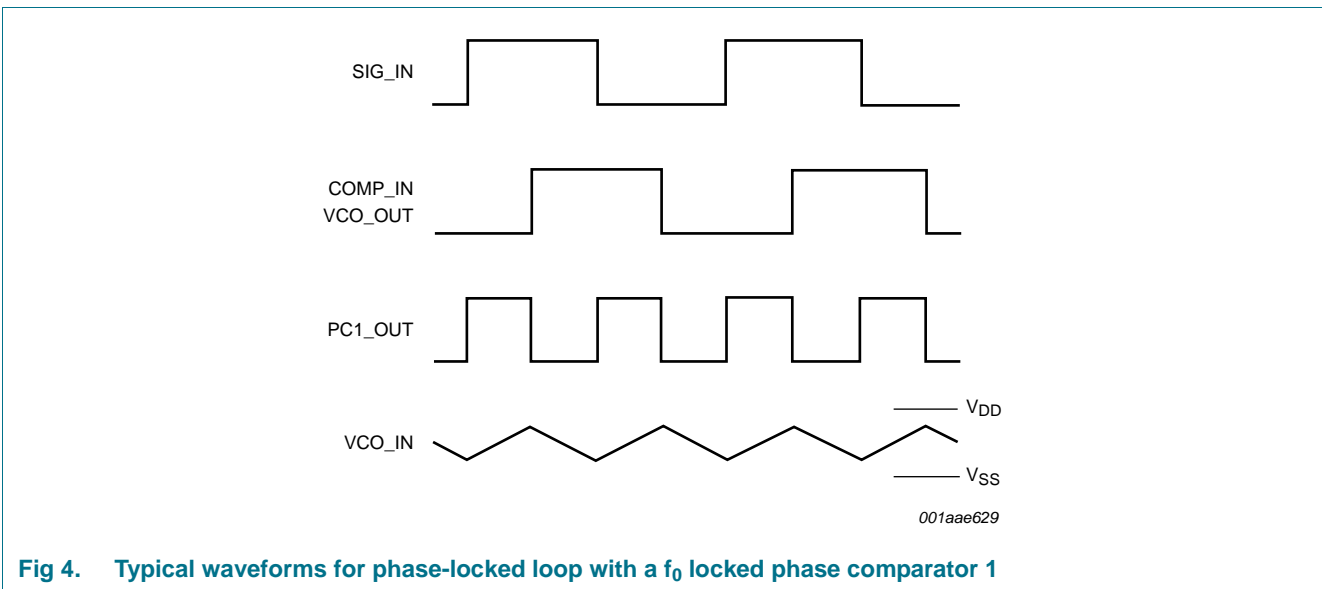 SIG_IN
COMP_IN
VCO_OUT
PC1_OUT
VDD
VCO_IN
VSS
001aae629
Fig 4. Typical waveforms for phase-locked loop with a f0 locked phase comparator 1